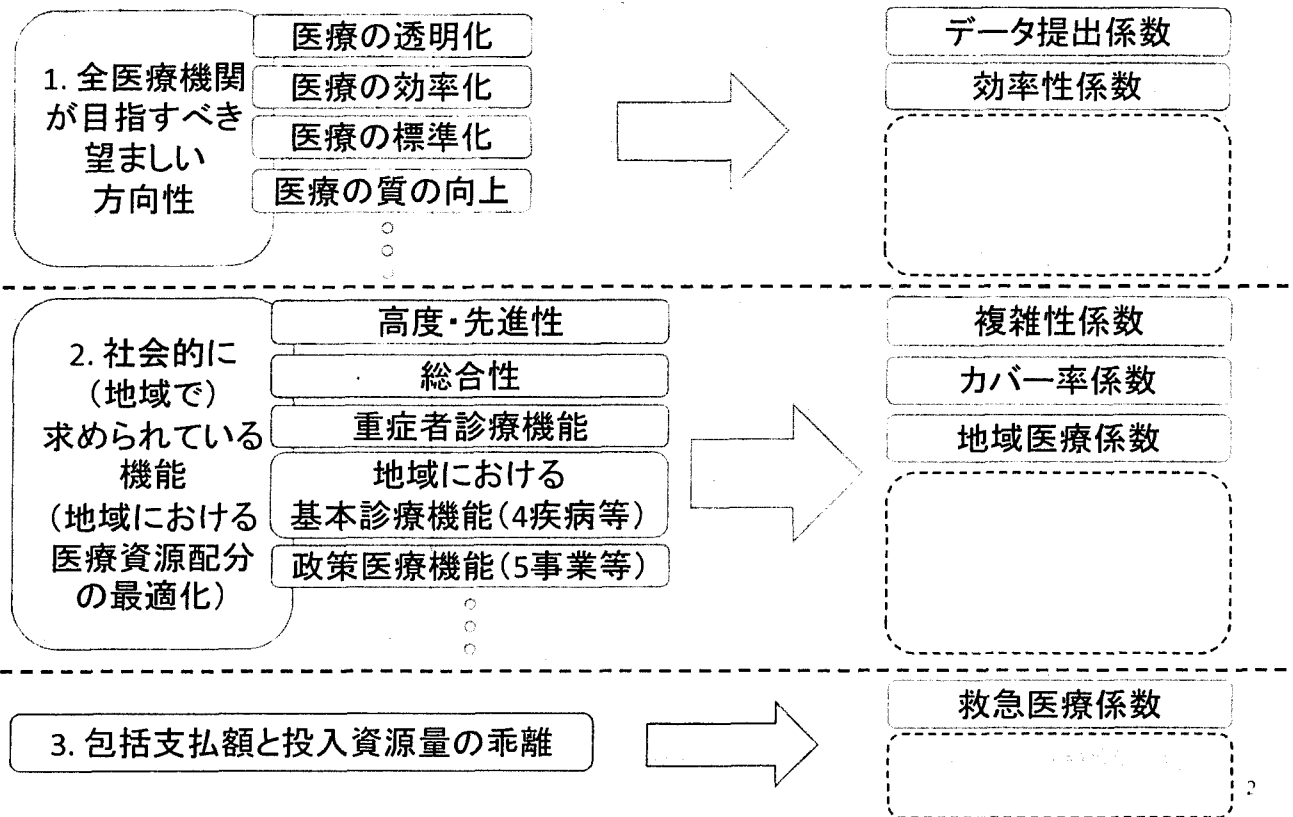 1. 全医療機関
が目指すべき
望ましい
方向性
医療の透明化
医療の効率化
医療の標準化
医療の質の向上
データ提出係数
効率性係数
2. 社会的に
（地域で）
求められている
機能
（地域における
医療資源配分
の最適化）
高度・先進性
総合性
重症者診療機能
地域における
基本診療機能（4疾病等）
政策医療機能（5事業等）
複雑性係数
カバー率係数
地域医療係数
3. 包括支払額と投入資源量の乖離
救急医療係数
2